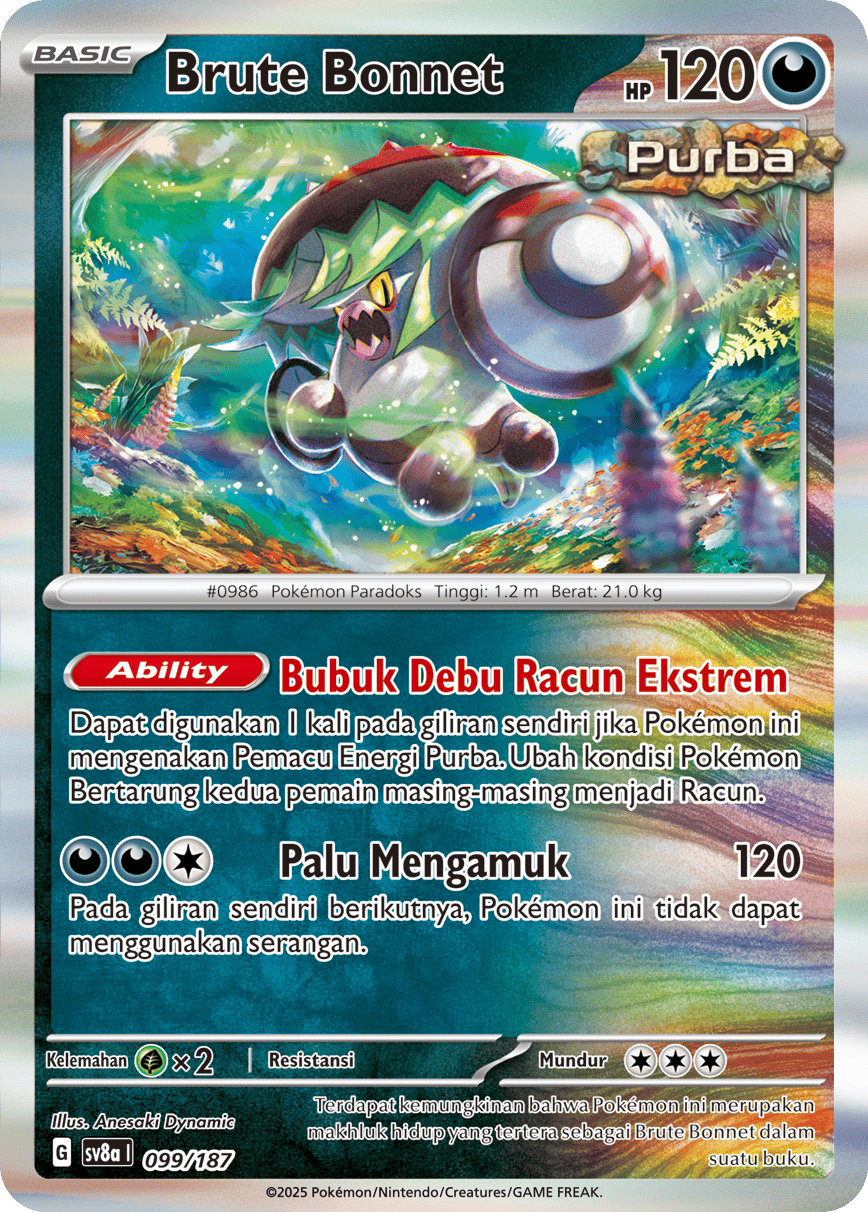 BASIC
Brute Bonnet
HP 120
Purba
#0986 Pokémon Paradoks Tinggi: 1.2 m Berat: 21.0 kg
Ability Bubuk Debu Racun Ekstrem
Dapat digunakan 1 kali pada giliran sendiri jika Pokémon ini
mengenakan Pemacu Energi Purba. Ubah kondisi Pokémon
Bertarung kedua pemain masing-masing menjadi Racun.
Palu Mengamuk 120
Pada giliran sendiri berikutnya, Pokémon ini tidak dapat
menggunakan serangan.
Kelemahan ×2 Resistansi Mundur
Illus. Anesaki Dynamic
Terdapat kemungkinan bahwa Pokémon ini merupakan
makhluk hidup yang tertera sebagai Brute Bonnet dalam
suatu buku.
G sv8a I 099/187
©2025 Pokémon/Nintendo/Creatures/GAME FREAK.